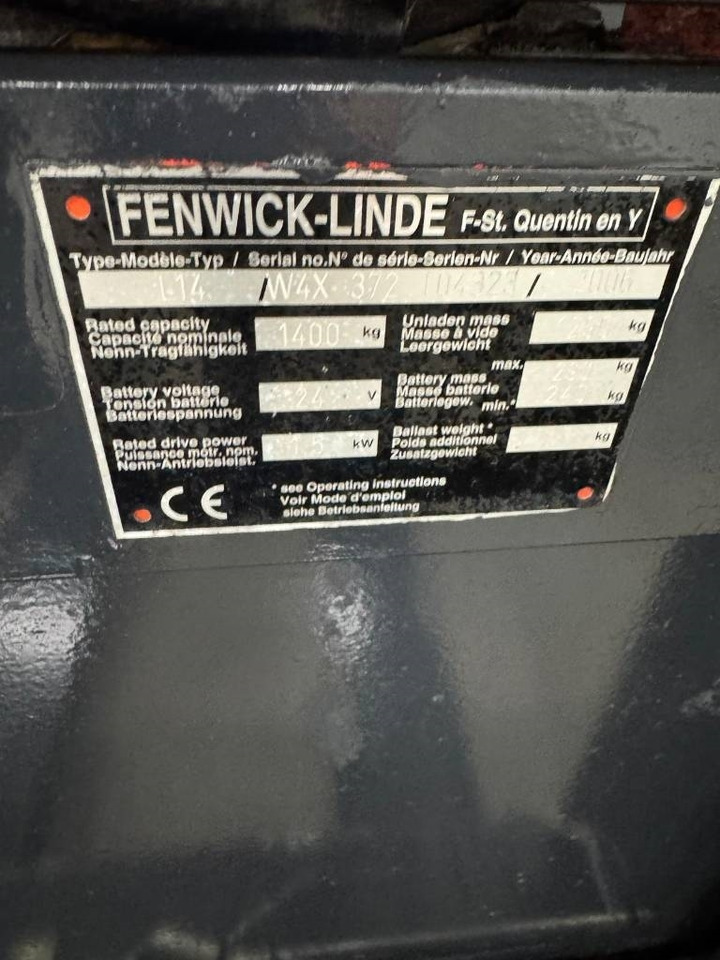 FENWICK-LINDE F-St. Quentin en Y
Type-Modèle-Typ / Serial no.N° de série-Serien-Nr / Year-Année-Baujahr
L14 / W4X 372 / 2006
Rated capacity
Capacité nominale
Nenn-Tragfähigkeit
1400 kg
Unladen mass
Masse à vide
Leergewicht
kg
Battery voltage
Tension batterie
Batteriespannung
24 V
max.
Battery mass
Masse batterie
Batteriegew. min.*
kg
kg
Rated drive power
Puissance motr. nom.
Nenn-Antriebsleist.
1.5 kW
Ballast weight *
Poids additionnel
Zusatzgewicht
kg
CE
* see Operating instructions
Voir Mode d'emploi
siehe Betriebsanleitung